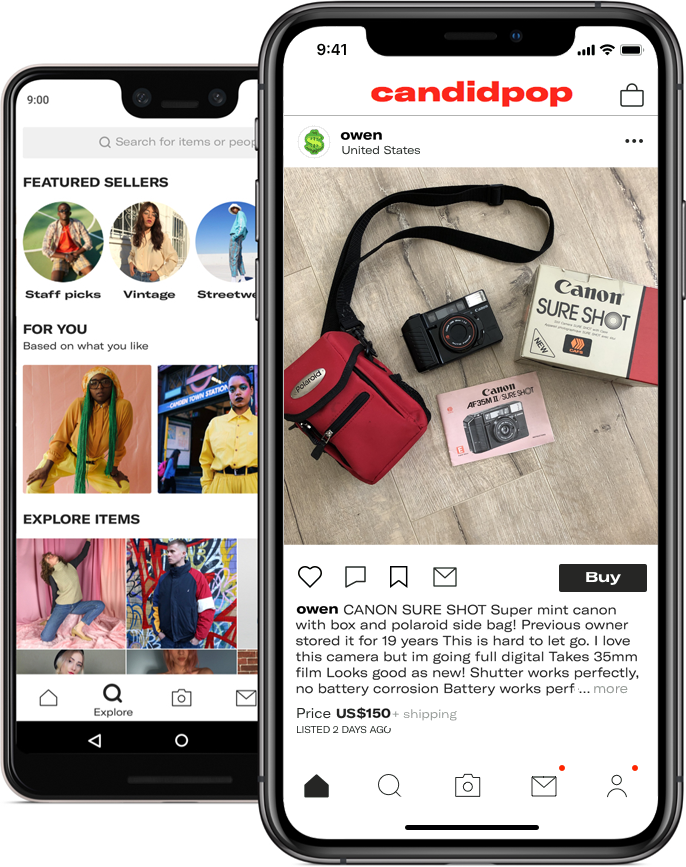 9:00
Search for items or peop
FEATURED SELLERS
Staff picks
Vintage
Streetwe
FOR YOU
Based on what you like
CAMDEN TOWN STATION
EXPLORE ITEMS
Explore
9:41
candidpop
owen
United States
Polaroid
Canon
SURE SHOT
NEW
Canon
AF35M II / SURE SHOT
Buy
owen CANON SURE SHOT Super mint canon
with box and polaroid side bag! Previous owner
stored it for 19 years This is hard to let go. I love
this camera but im going full digital Takes 35mm
film Looks good as new! Shutter works perfectly,
no battery corrosion Battery works perf ... more
Price US$150 + shipping
LISTED 2 DAYS AGO